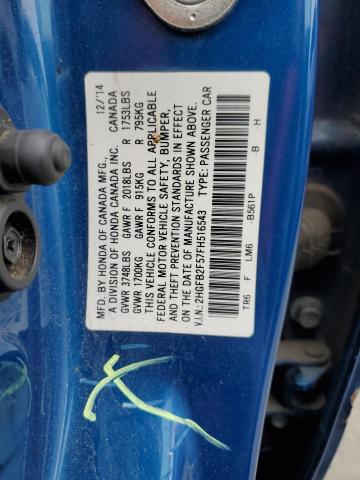 MFD. BY HONDA OF CANADA MFG.,
A DIVISION OF HONDA CANADA INC. CANADA 12/'14
GVWR 3748LBS GAWR F 2018LBS R 1753LBS
GVWR 1700KG GAWR F 915KG R 795KG
THIS VEHICLE CONFORMS TO ALL APPLICABLE
FEDERAL MOTOR VEHICLE SAFETY, BUMPER,
AND THEFT PREVENTION STANDARDS IN EFFECT
ON THE DATE OF MANUFACTURE SHOWN ABOVE.
V.I.N.:2HGFB2F57FH516543 TYPE: PASSENGER CAR
TR6 F LM6 -B561P -B -H